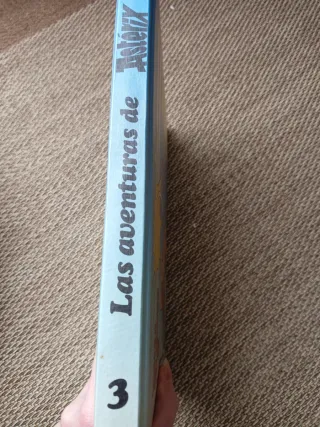 Las aventuras de
ASTERIX
3